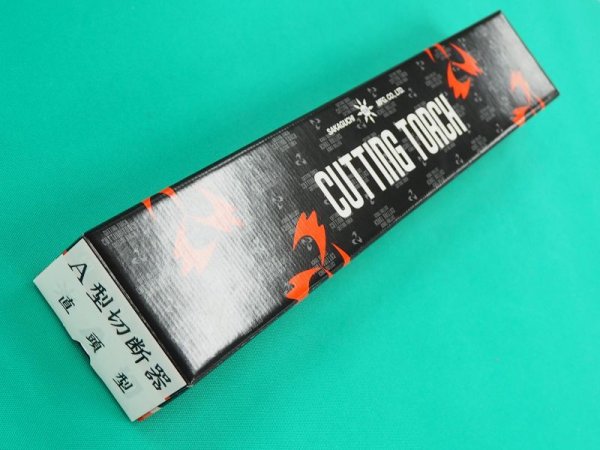 SAKAGUCHI MFG.CO.,LTD.
CUTTING TORCH
A型切断器
直頭型